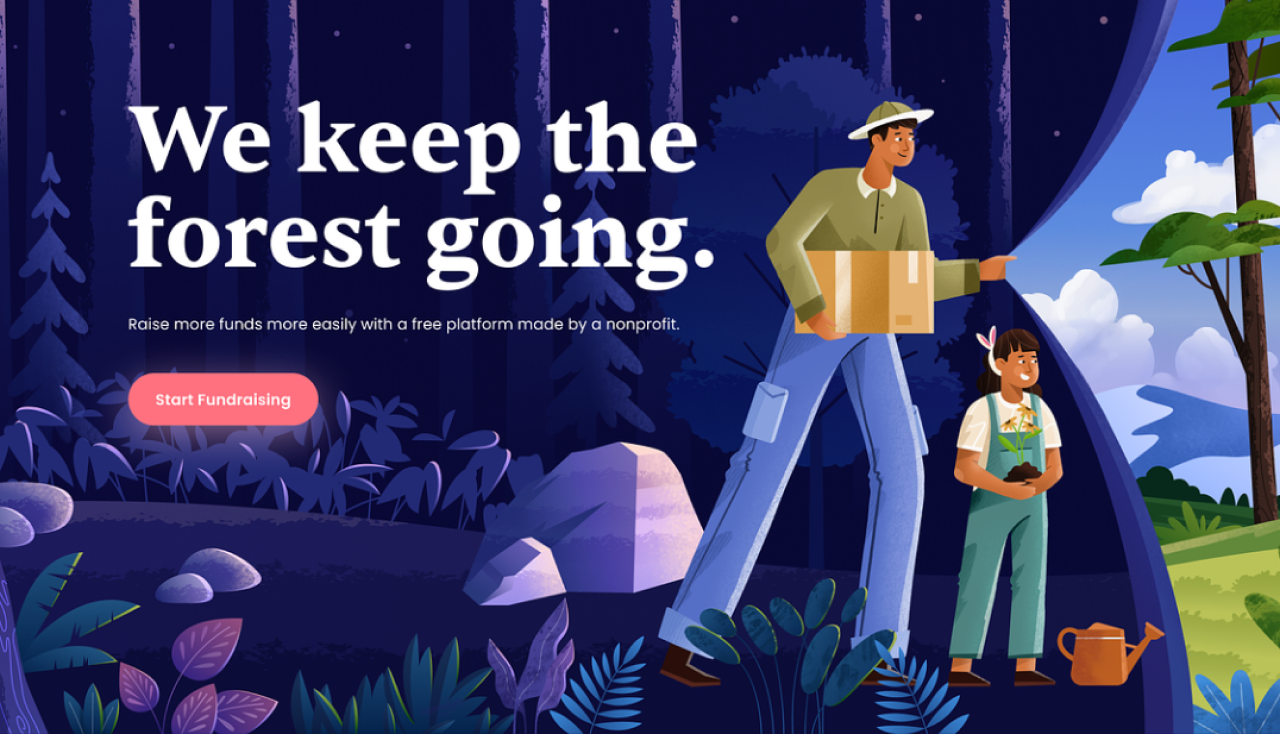 We keep the
forest going.
Raise more funds more easily with a free platform made by a nonprofit.
Start Fundraising